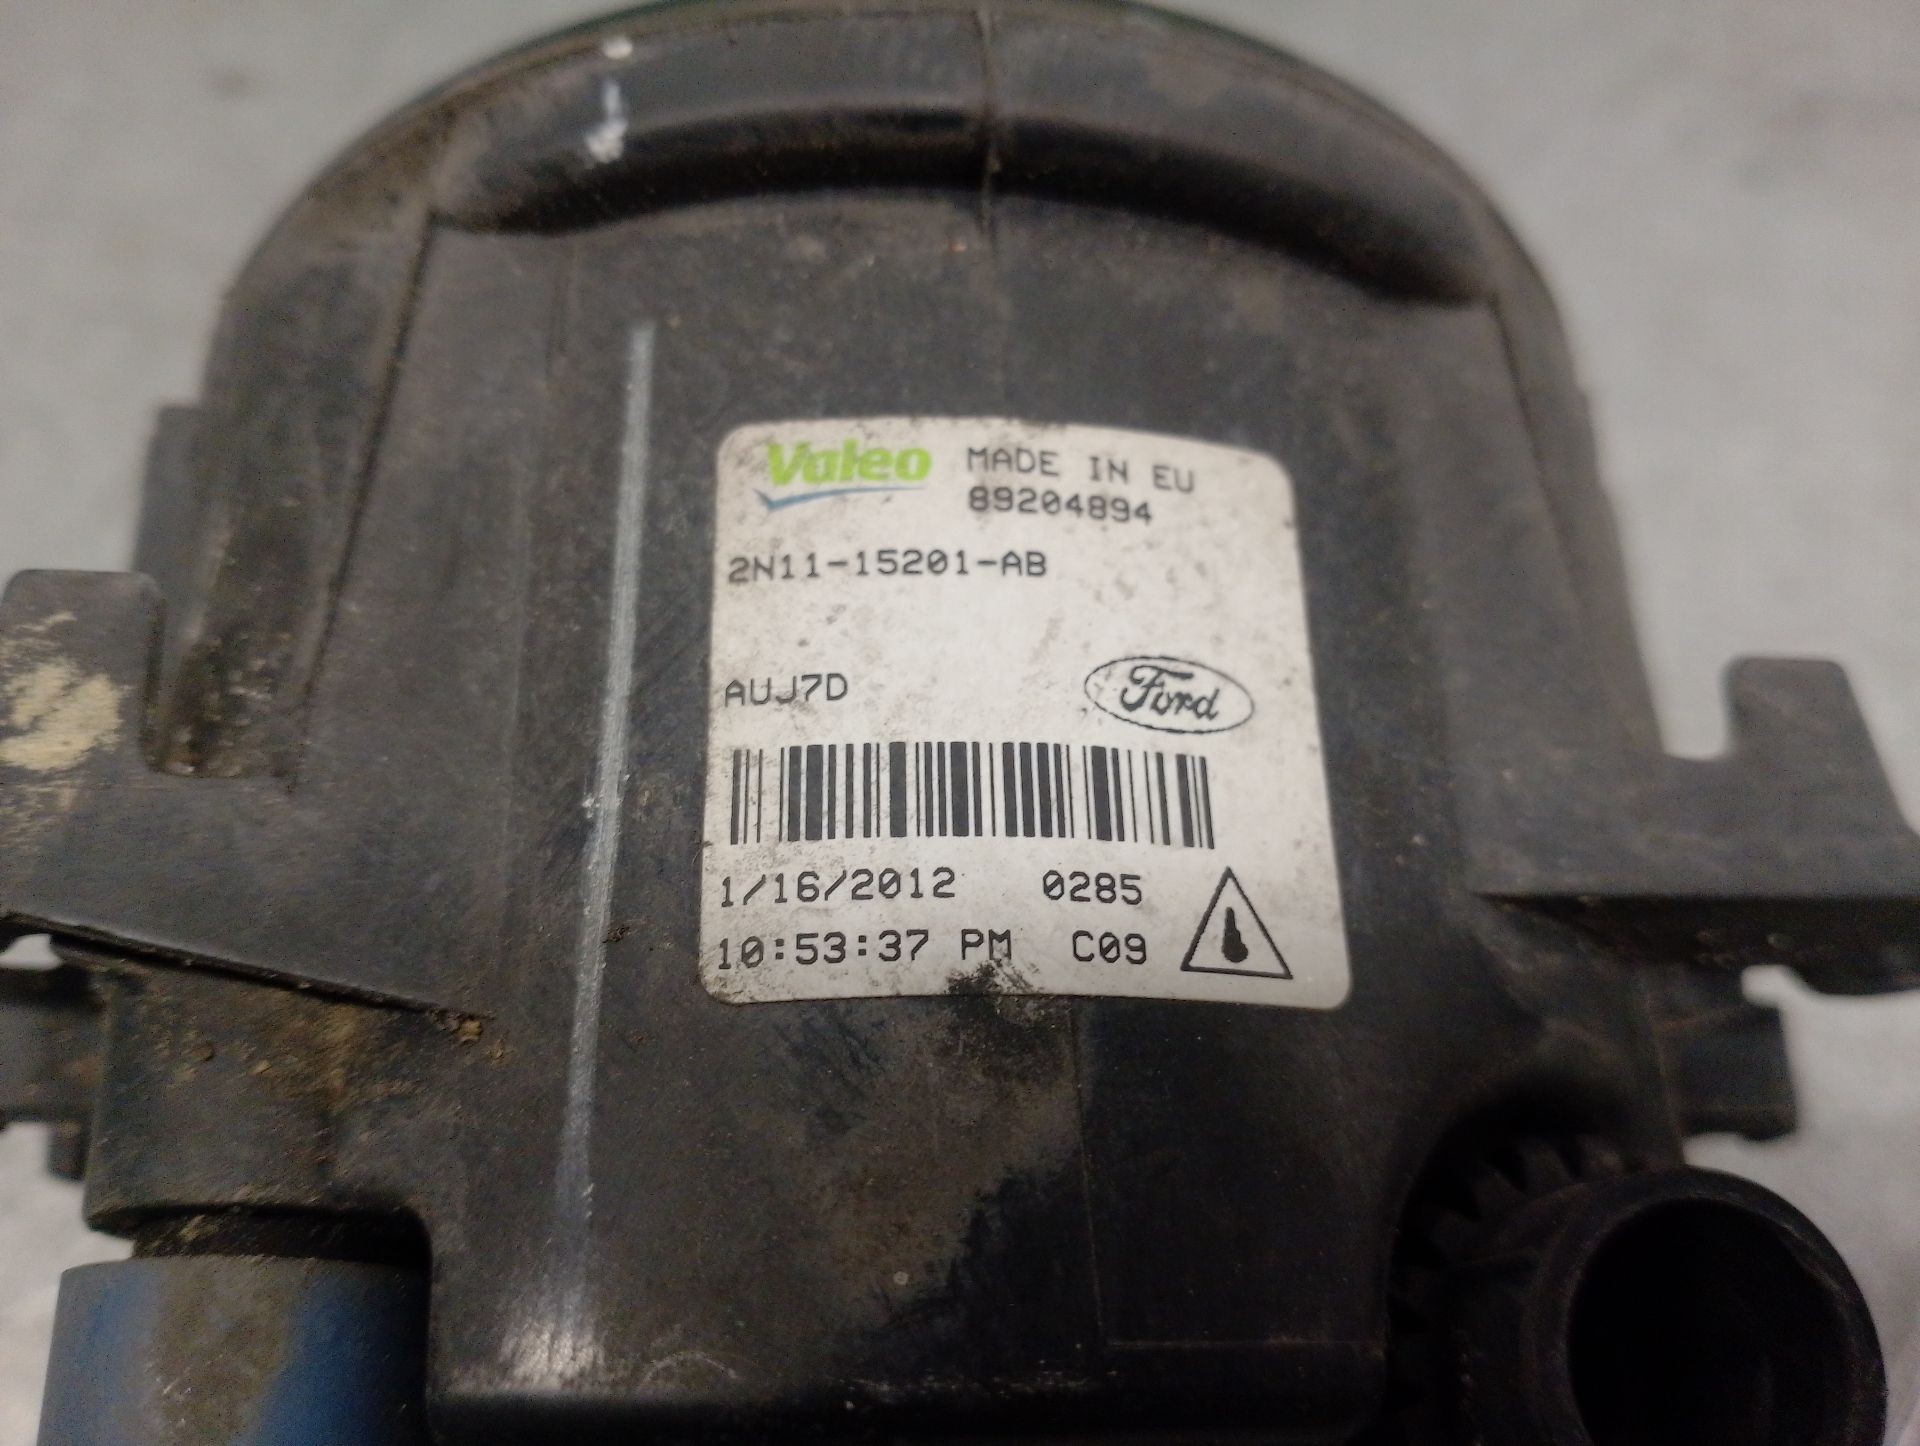 Valeo MADE IN EU
89204894
2N11-15201-AB
AUJ7D Ford
1/16/2012 0285
10:53:37 PM C09